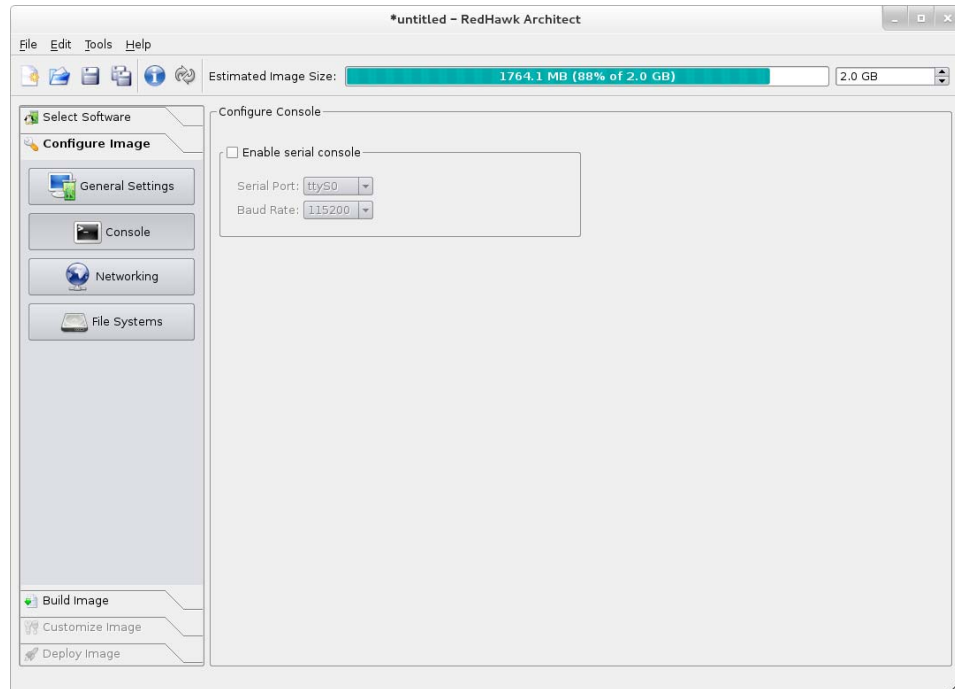 *untitled – RedHawk Architect
File Edit Tools Help
Estimated Image Size: 1764.1 MB (88% of 2.0 GB) 2.0 GB
Select Software
Configure Image
General Settings
Console
Networking
File Systems
Build Image
Customize Image
Deploy Image
Configure Console
Enable serial console
Serial Port: ttyS0
Baud Rate: 115200